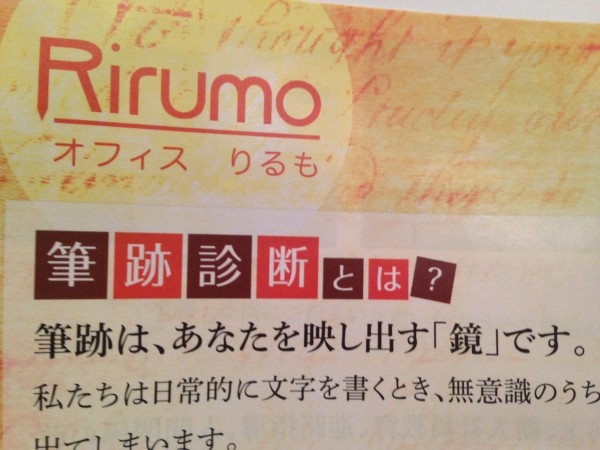 Rirumo
オフィス りるも
筆跡診断とは?
筆跡は、あなたを映し出す「鏡」です。
私たちは日常的に文字を書くとき、無意識のうち
出てしまいます。